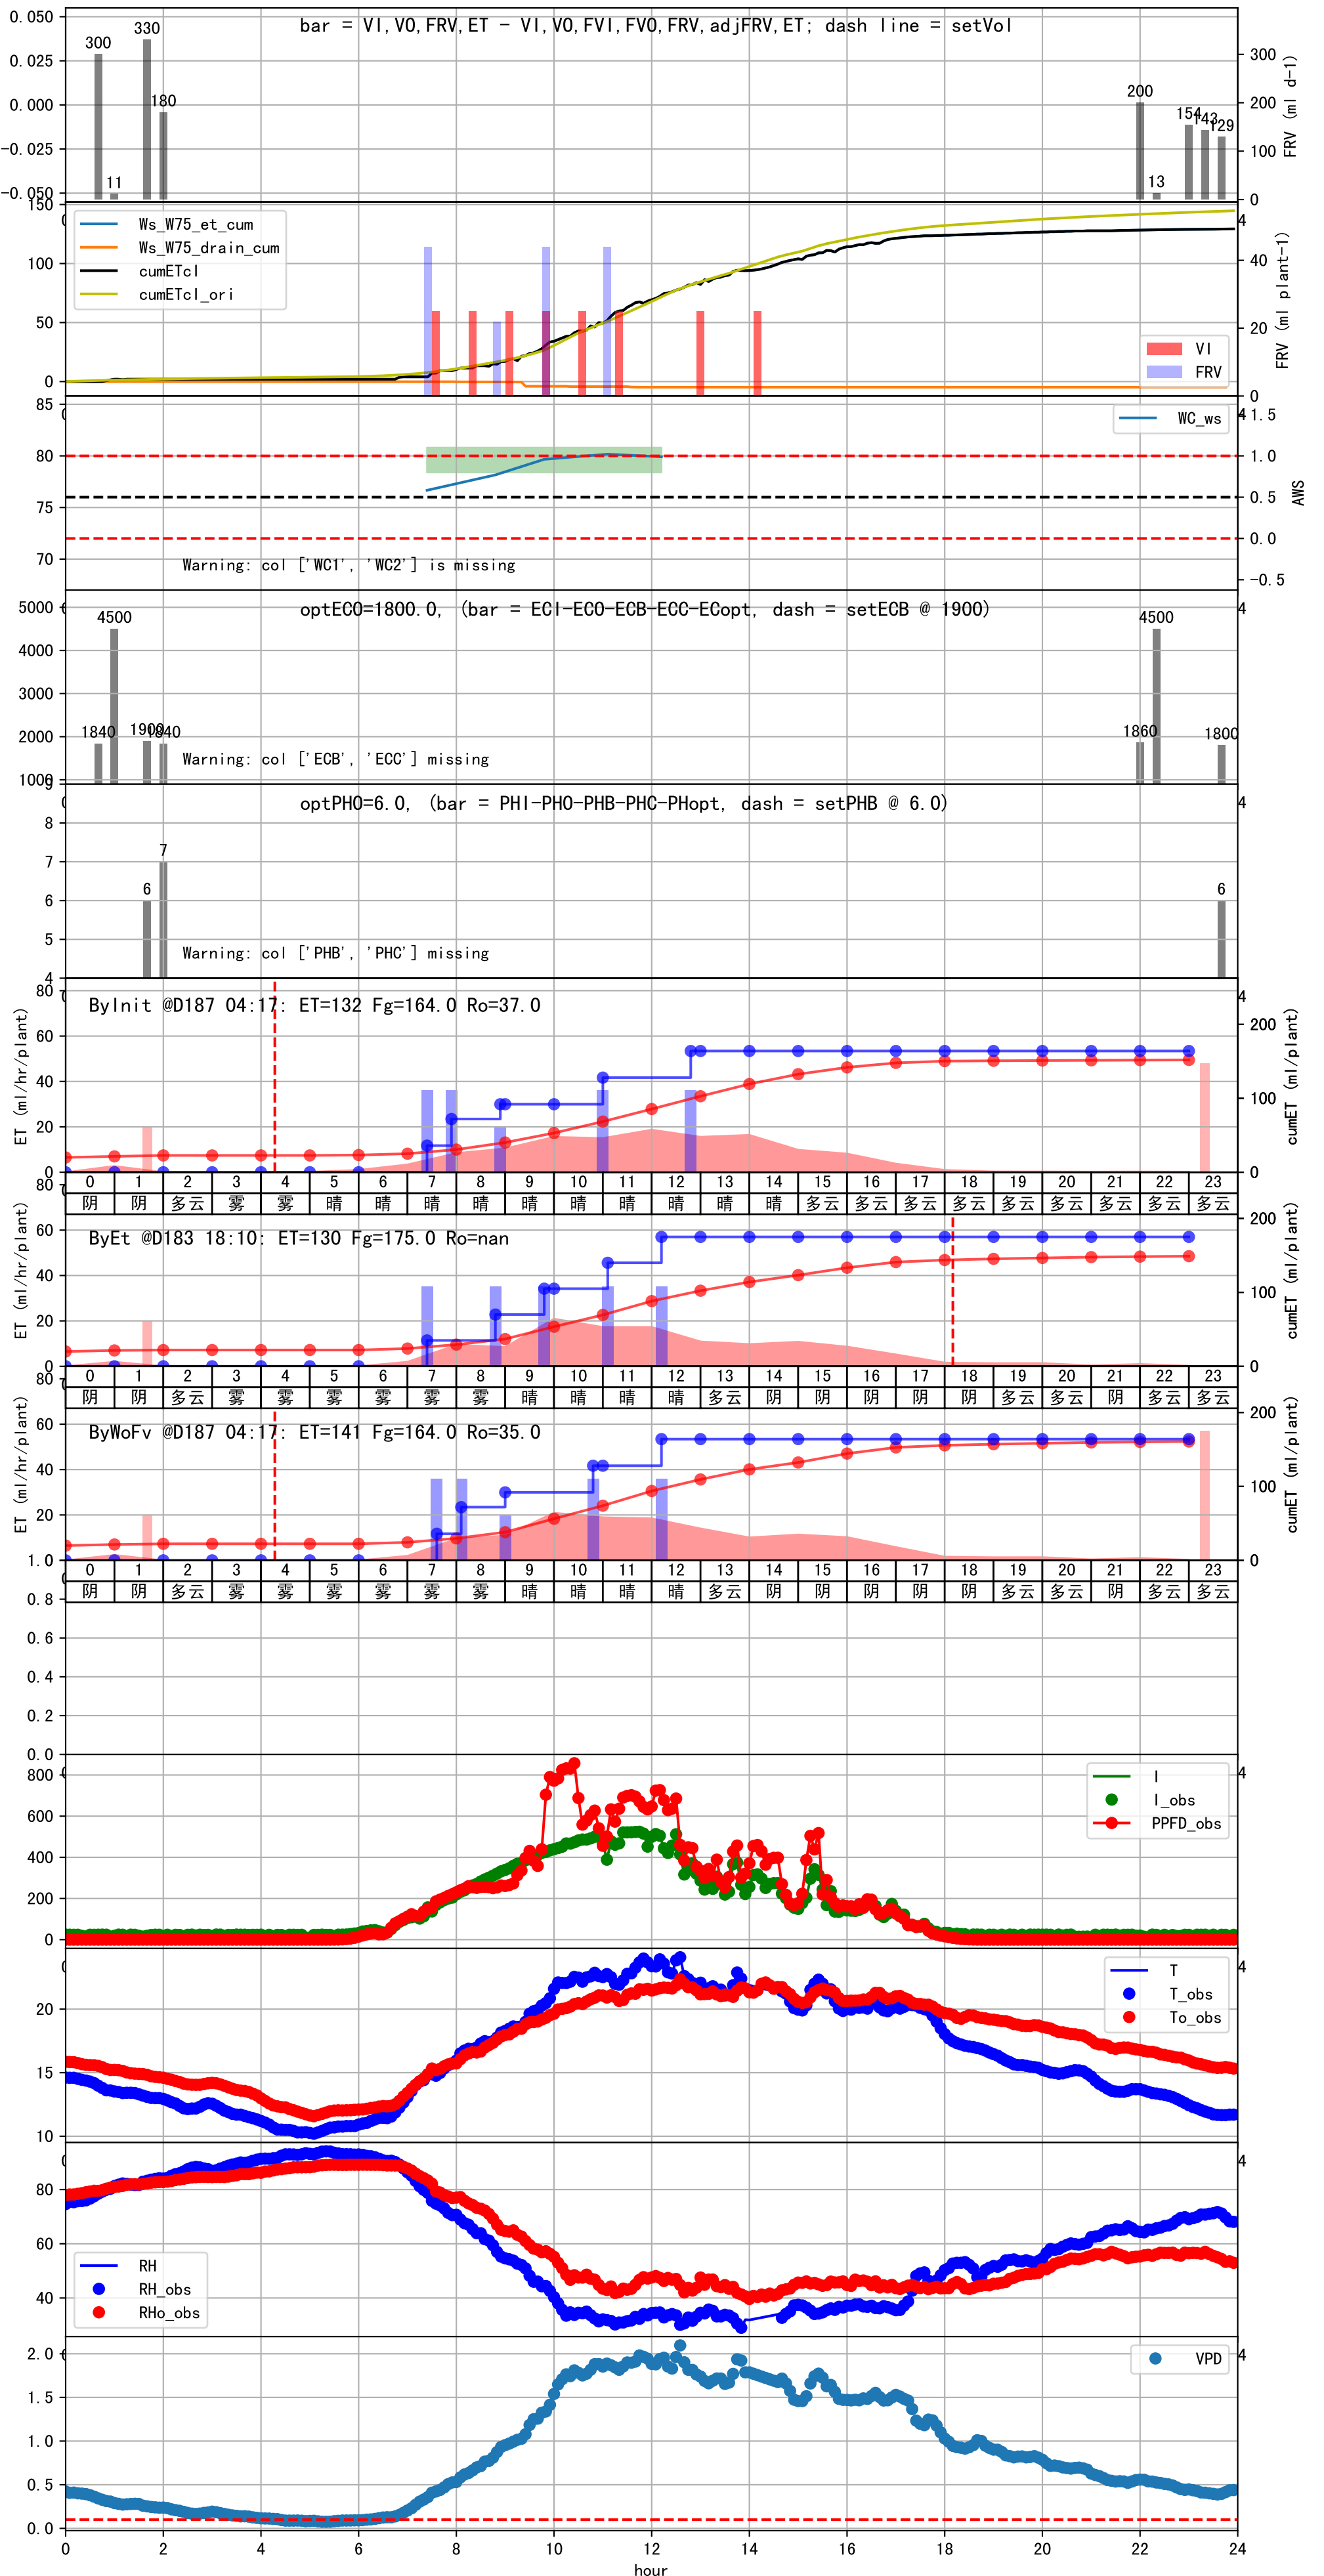 bar = VI,VO,FRV,ET - VI,VO,FVI,FVO,FRV,adjFRV,ET; dash line = setVol
0.050
0.025
0.000
-0.025
-0.050
300
11
330
180
200
13
154
143
129
300
200
100
0
FRV (ml d-1)
150
100
50
0
Ws_W75_et_cum
Ws_W75_drain_cum
cumETcI
cumETcI_ori
VI
FRV
4
40
20
0
FRV (ml plant-1)
85
80
75
70
WC_ws
Warning: col ['WC1', 'WC2'] is missing
4
1.5
1.0
0.5
0.0
-0.5
AWS
optECO=1800.0, (bar = ECI-ECO-ECB-ECC-ECopt, dash = setECB @ 1900)
5000
4000
3000
2000
1000
1840
4500
1900
1840
1860
4500
1800
Warning: col ['ECB', 'ECC'] missing
4
optPHO=6.0, (bar = PHI-PHO-PHB-PHC-PHopt, dash = setPHB @ 6.0)
9
8
7
6
5
4
6
7
6
Warning: col ['PHB', 'PHC'] missing
4
ByInit @D187 04:17: ET=132 Fg=164.0 Ro=37.0
80
60
40
20
0
ET (ml/hr/plant)
4
200
100
0
cumET (ml/plant)
0 1 2 3 4 5 6 7 8 9 10 11 12 13 14 15 16 17 18 19 20 21 22 23
阴 阴 多云 雾 雾 晴 晴 晴 晴 晴 晴 晴 晴 晴 晴 多云 多云 多云 多云 多云 多云 多云 多云 多云
ByEt @D183 18:10: ET=130 Fg=175.0 Ro=nan
80
60
40
20
0
ET (ml/hr/plant)
200
100
0
cumET (ml/plant)
0 1 2 3 4 5 6 7 8 9 10 11 12 13 14 15 16 17 18 19 20 21 22 23
阴 阴 多云 雾 雾 雾 雾 雾 雾 晴 晴 晴 晴 多云 阴 阴 阴 阴 阴 多云 多云 阴 多云 多云
ByWoFv @D187 04:17: ET=141 Fg=164.0 Ro=35.0
80
60
40
20
ET (ml/hr/plant)
200
100
0
cumET (ml/plant)
0 1 2 3 4 5 6 7 8 9 10 11 12 13 14 15 16 17 18 19 20 21 22 23
阴 阴 多云 雾 雾 雾 雾 雾 雾 晴 晴 晴 晴 多云 阴 阴 阴 阴 阴 多云 多云 阴 多云 多云
1.0
0.8
0.6
0.4
0.2
0.0
800
600
400
200
0
I
I_obs
PPFD_obs
4
20
15
10
T
T_obs
To_obs
4
80
60
40
RH
RH_obs
RHo_obs
4
2.0
1.5
1.0
0.5
0.0
VPD
4
0 2 4 6 8 10 12 14 16 18 20 22 24
hour